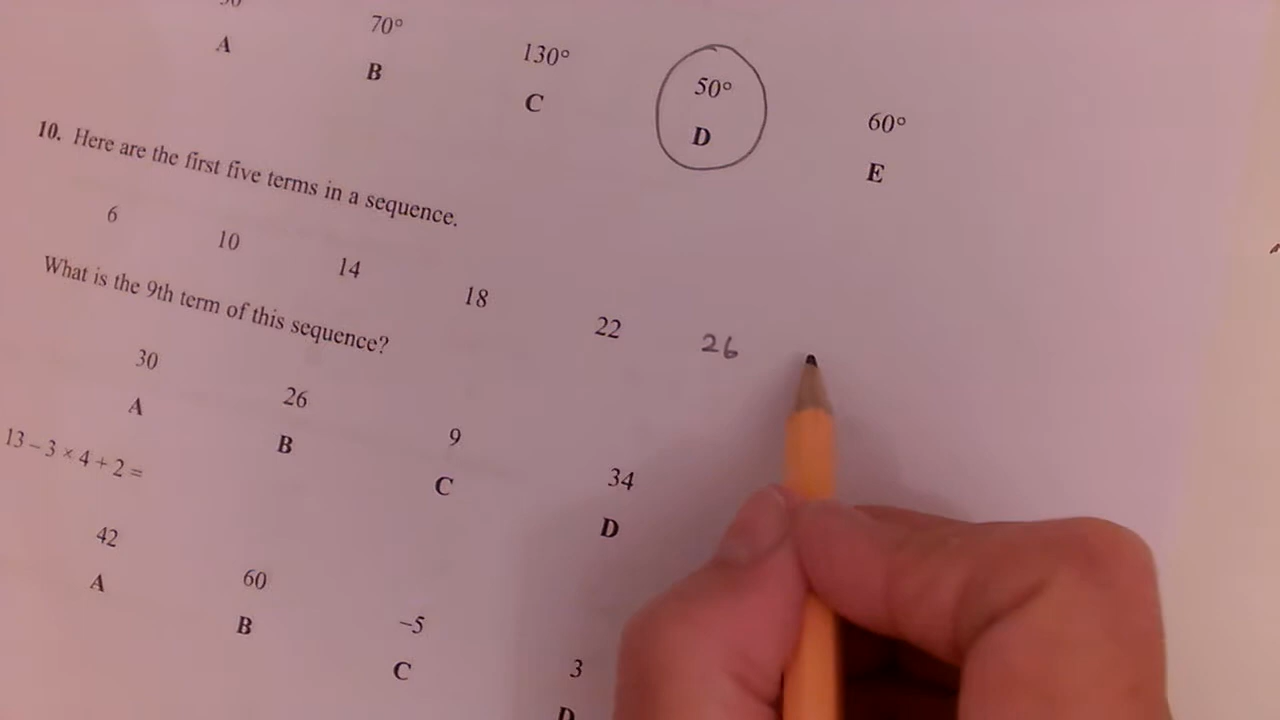 70° 130° 50° 60°
A B C D E
10. Here are the first five terms in a sequence.
6 10 14 18 22 26
What is the 9th term of this sequence?
30 26 9 34
A B C D
13 – 3 × 4 + 2 =
42 60 –5 3
A B C D